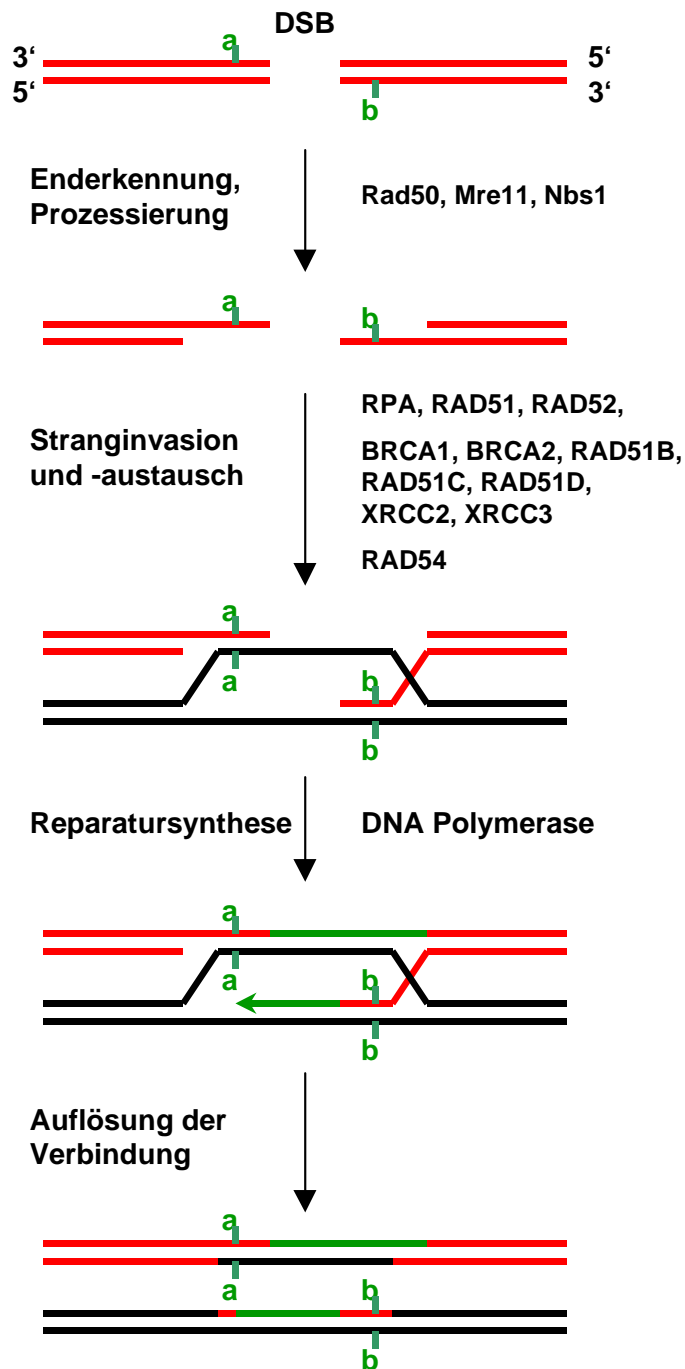 DSB
a
3‘ 5‘
5‘ 3‘
b
Enderkennung,
Prozessierung
Rad50, Mre11, Nbs1
a b
RPA, RAD51, RAD52,
Stranginvasion
und -austausch
BRCA1, BRCA2, RAD51B,
RAD51C, RAD51D,
XRCC2, XRCC3
RAD54
a
a b
b
Reparatursynthese DNA Polymerase
a
a b
b
Auflösung der
Verbindung
a
a b
b